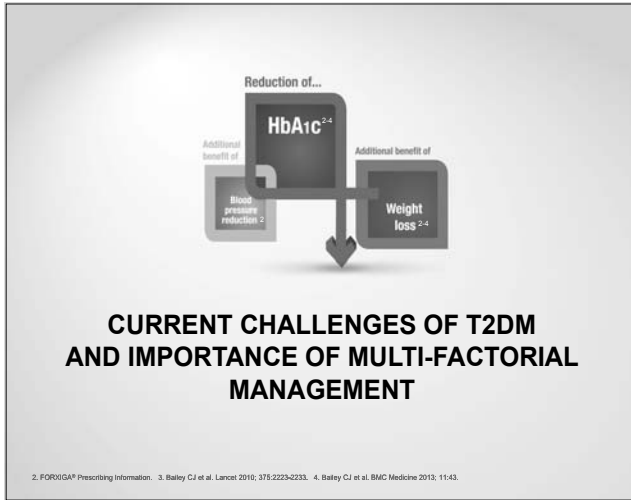 Reduction of...
HbA1c 2-4
Additional
benefit of
Blood
pressure
reduction 2
Additional benefit of
Weight
loss 2-4
CURRENT CHALLENGES OF T2DM
AND IMPORTANCE OF MULTI-FACTORIAL
MANAGEMENT
2. FORXIGA® Prescribing Information. 3. Bailey CJ et al. Lancet 2010; 375:2223-2233. 4. Bailey CJ et al. BMC Medicine 2013; 11:43.